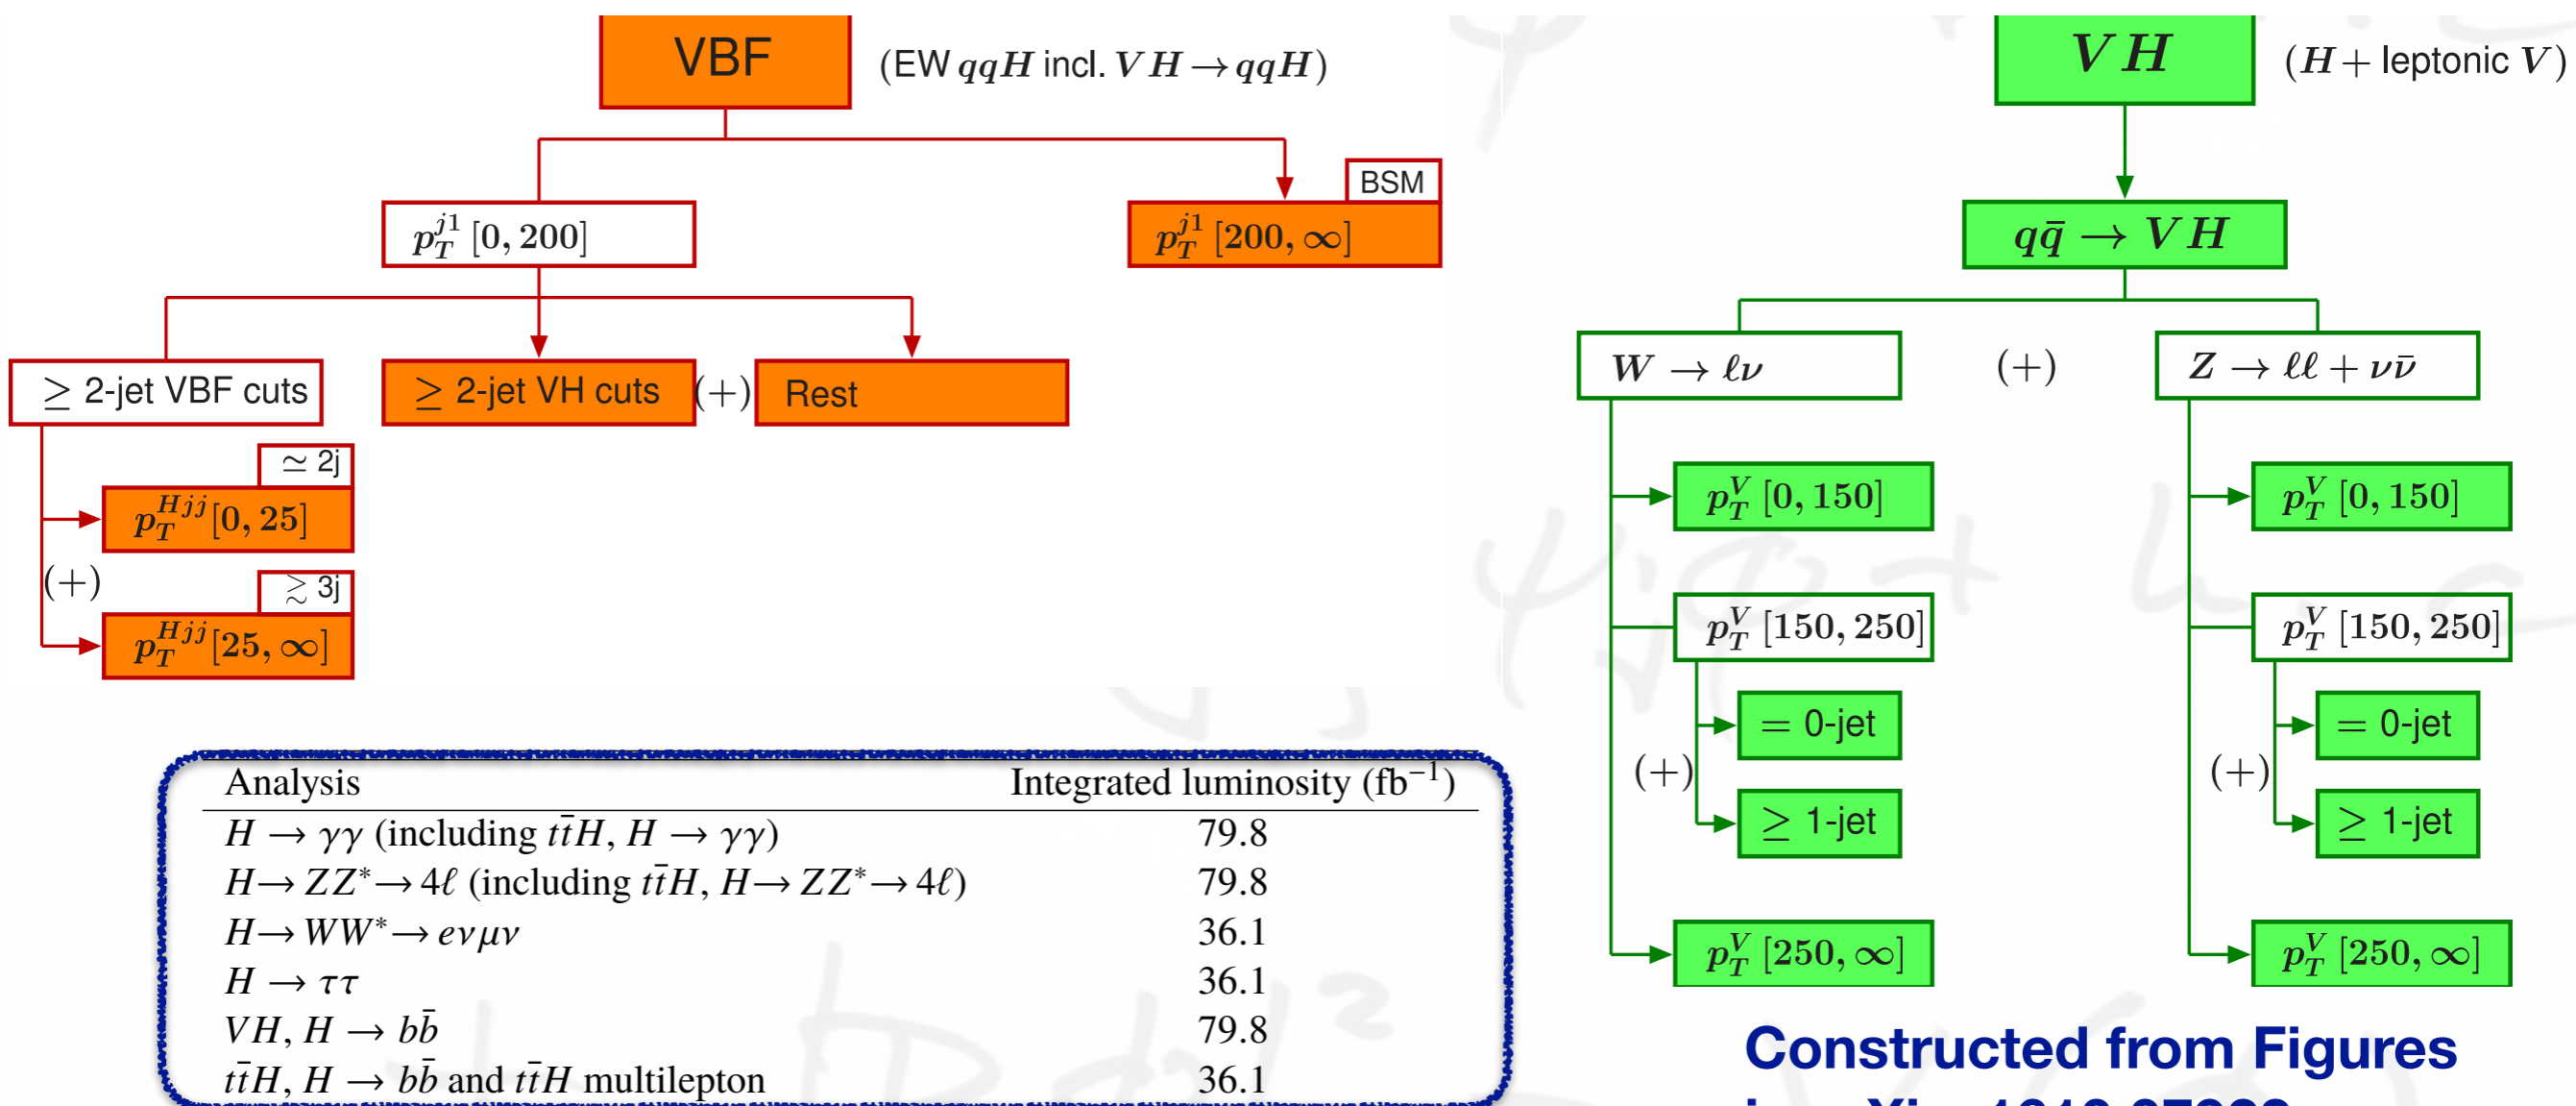 VBF
(EW qqH incl. VH → qqH)
BSM
p_T^{j1} [0, 200]
p_T^{j1} [200, ∞]
≥ 2-jet VBF cuts
≥ 2-jet VH cuts
(+)
Rest
≃ 2j
p_T^{Hjj} [0, 25]
(+)
≳ 3j
p_T^{Hjj} [25, ∞]
VH
(H + leptonic V)
qq̄ → VH
W → ℓν
(+)
Z → ℓℓ + νν̄
p_T^V [0, 150]
p_T^V [150, 250]
= 0-jet
(+)
≥ 1-jet
p_T^V [250, ∞]
p_T^V [0, 150]
p_T^V [150, 250]
= 0-jet
(+)
≥ 1-jet
p_T^V [250, ∞]
Analysis Integrated luminosity (fb⁻¹)
H → γγ (including tt̄H, H → γγ) 79.8
H → ZZ* → 4ℓ (including tt̄H, H → ZZ* → 4ℓ) 79.8
H → WW* → eνμν 36.1
H → ττ 36.1
VH, H → bb̄ 79.8
tt̄H, H → bb̄ and tt̄H multilepton 36.1
Constructed from Figures